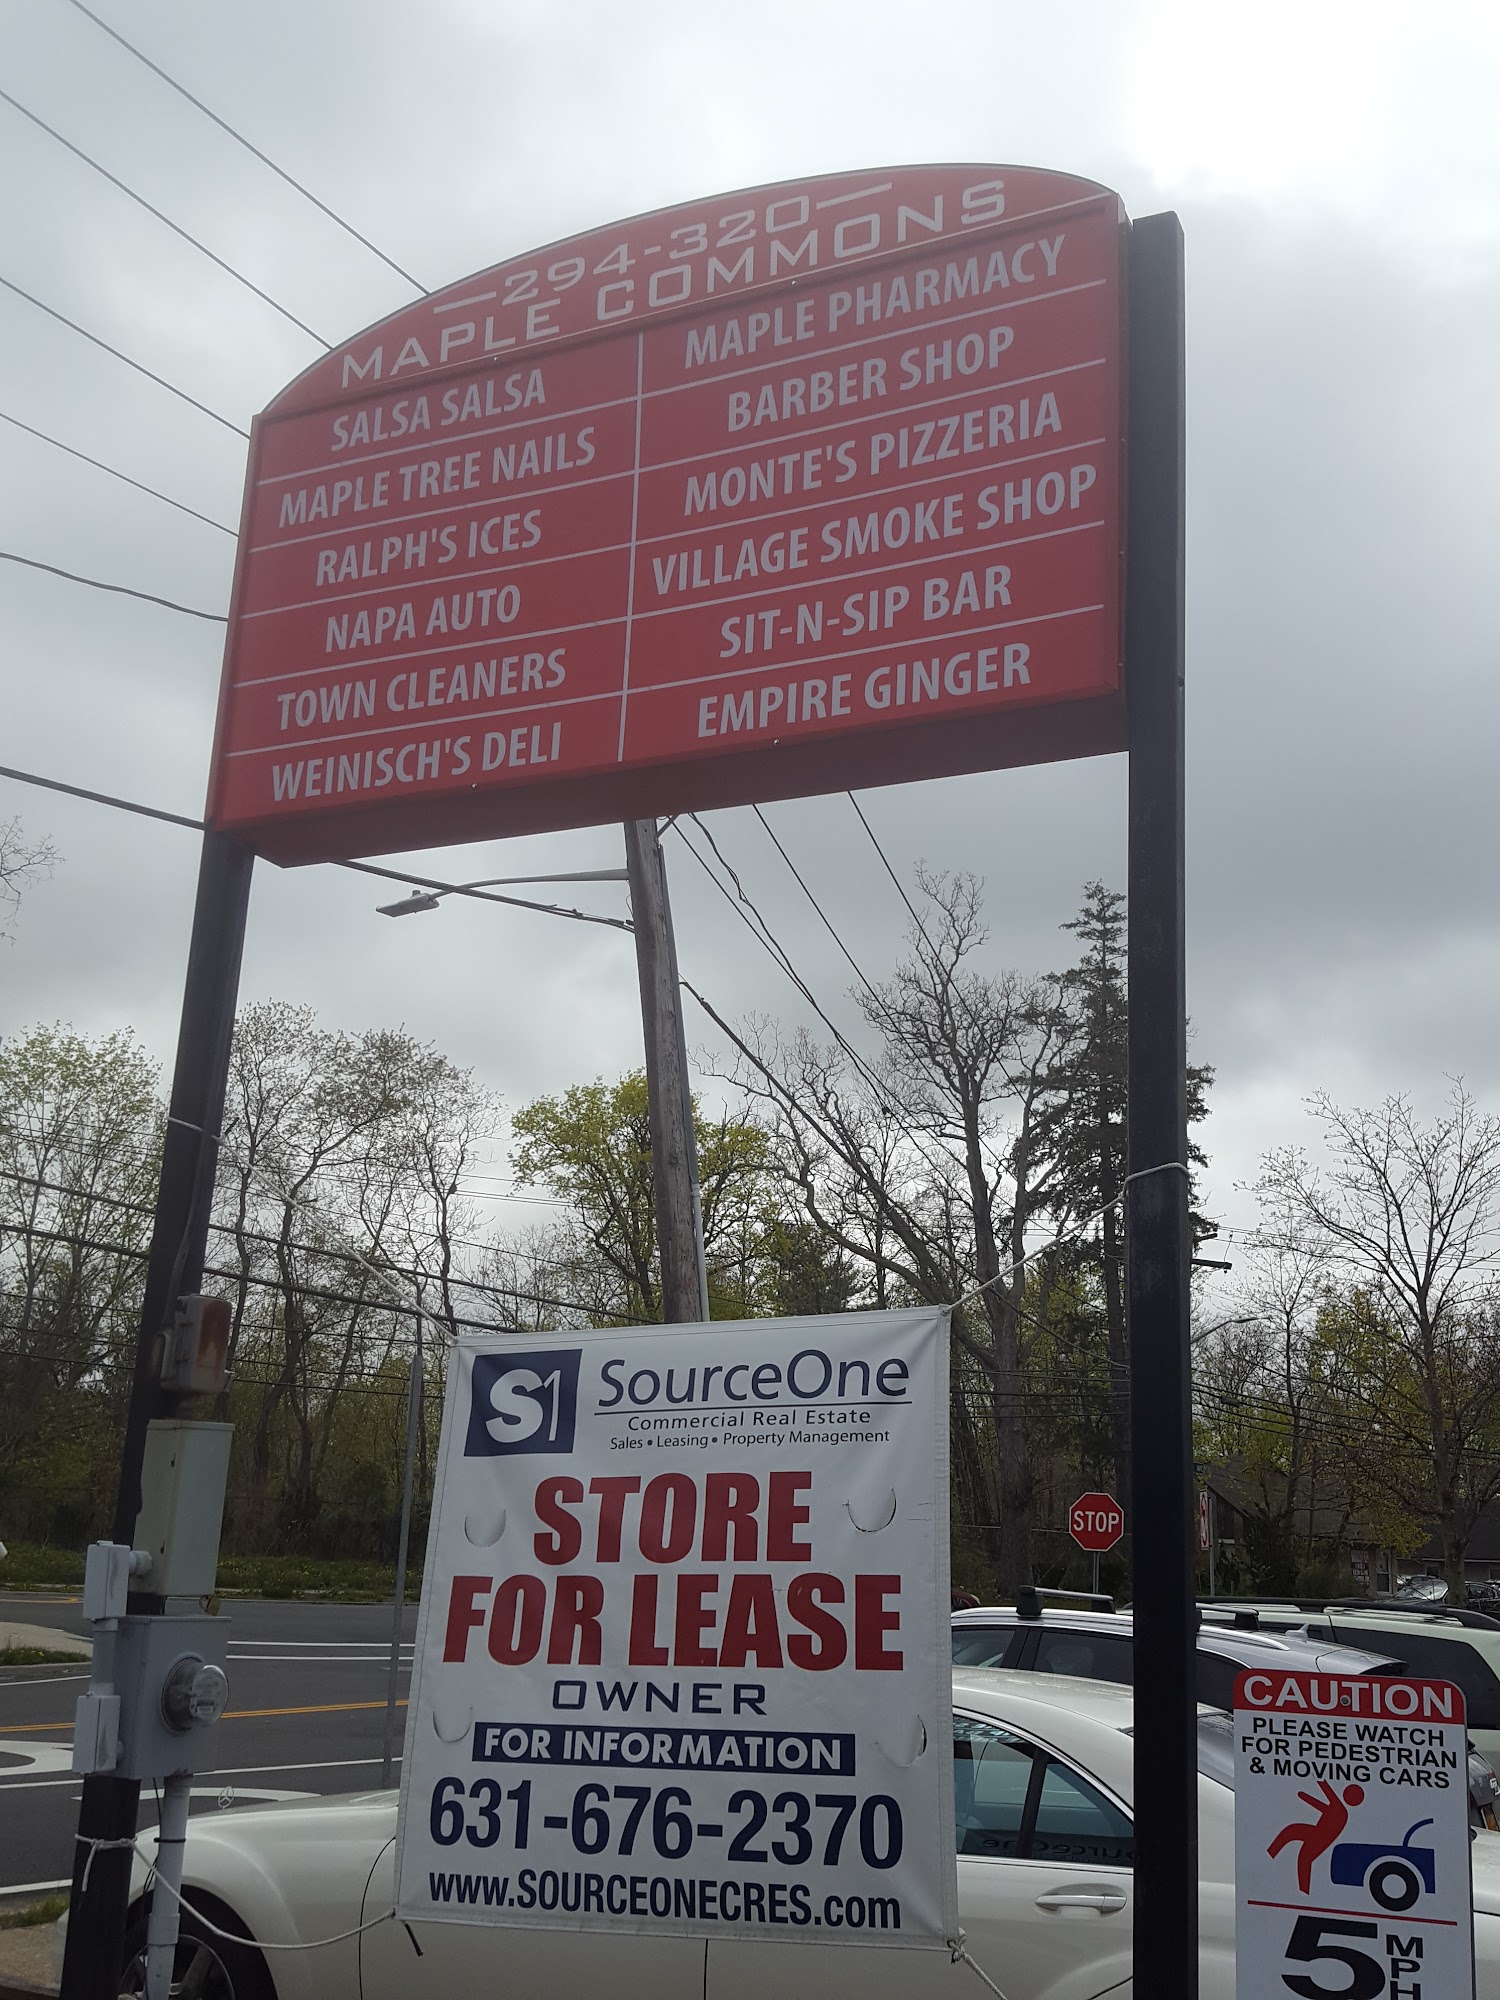 294-320
MAPLE COMMONS
SALSA SALSA
MAPLE TREE NAILS
RALPH'S ICES
NAPA AUTO
TOWN CLEANERS
WEINISCH'S DELI
MAPLE PHARMACY
BARBER SHOP
MONTE'S PIZZERIA
VILLAGE SMOKE SHOP
SIT-N-SIP BAR
EMPIRE GINGER
S1 SourceOne
Commercial Real Estate
Sales • Leasing • Property Management
STORE
FOR LEASE
OWNER
FOR INFORMATION
631-676-2370
www.SOURCEONECRES.com
STOP
CAUTION
PLEASE WATCH
FOR PEDESTRIAN
& MOVING CARS
5 MPH